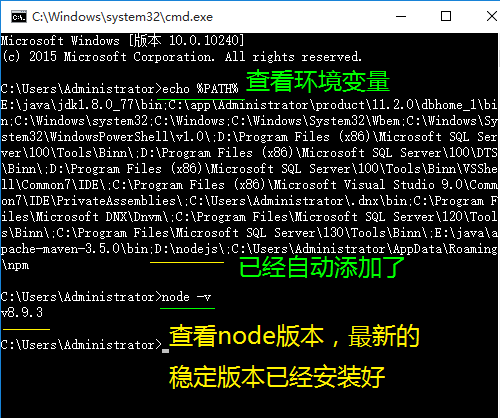 C:\Windows\system32\cmd.exe
Microsoft Windows [版本 10.0.10240]
(c) 2015 Microsoft Corporation. All rights reserved.
C:\Users\Administrator>echo %PATH%
查看环境变量
E:\java\jdk1.8.0_77\bin;C:\app\Administrator\product\11.2.0\dbhome_1\bi
n;C:\Windows\system32;C:\Windows;C:\Windows\System32\Wbem;C:\Windows\Sy
stem32\WindowsPowerShell\v1.0\;D:\Program Files (x86)\Microsoft SQL Ser
ver\100\Tools\Binn\;D:\Program Files (x86)\Microsoft SQL Server\100\DTS
\Binn\;D:\Program Files (x86)\Microsoft SQL Server\100\Tools\Binn\VSShe
ll\Common7\IDE\;C:\Program Files (x86)\Microsoft Visual Studio 9.0\Comm
on7\IDE\PrivateAssemblies\;C:\Users\Administrator\.dnx\bin;C:\Program F
iles\Microsoft DNX\Dnvm\;C:\Program Files\Microsoft SQL Server\120\Tool
s\Binn\;C:\Program Files\Microsoft SQL Server\130\Tools\Binn\;E:\java\a
pache-maven-3.5.0\bin;D:\nodejs\;C:\Users\Administrator\AppData\Roaming
\npm
已经自动添加了
C:\Users\Administrator>node -v
v8.9.3
C:\Users\Administrator>
查看node版本，最新的
稳定版本已经安装好